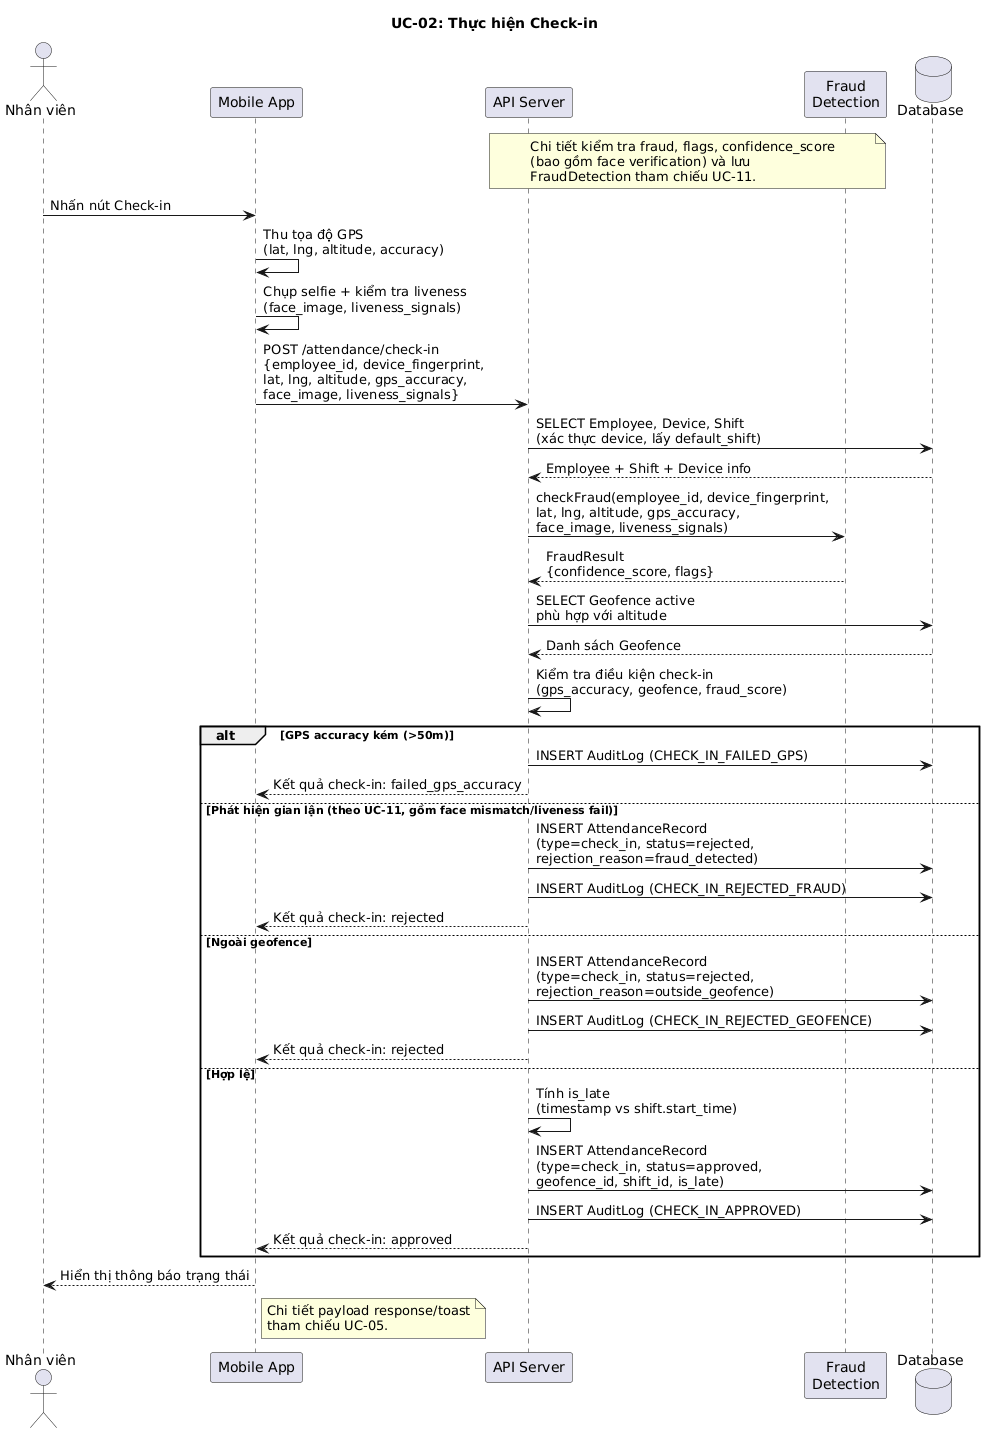 UC-02: Thực hiện Check-in
Nhân viên
Mobile App
API Server
Fraud
Detection
Database
Chi tiết kiểm tra fraud, flags, confidence_score
(bao gồm face verification) và lưu
FraudDetection tham chiếu UC-11.
Nhấn nút Check-in
Thu tọa độ GPS
(lat, lng, altitude, accuracy)
Chụp selfie + kiểm tra liveness
(face_image, liveness_signals)
POST /attendance/check-in
{employee_id, device_fingerprint,
lat, lng, altitude, gps_accuracy,
face_image, liveness_signals}
SELECT Employee, Device, Shift
(xác thực device, lấy default_shift)
Employee + Shift + Device info
checkFraud(employee_id, device_fingerprint,
lat, lng, altitude, gps_accuracy,
face_image, liveness_signals)
FraudResult
{confidence_score, flags}
SELECT Geofence active
phù hợp với altitude
Danh sách Geofence
Kiểm tra điều kiện check-in
(gps_accuracy, geofence, fraud_score)
alt [GPS accuracy kém (>50m)]
INSERT AuditLog (CHECK_IN_FAILED_GPS)
Kết quả check-in: failed_gps_accuracy
[Phát hiện gian lận (theo UC-11, gồm face mismatch/liveness fail)]
INSERT AttendanceRecord
(type=check_in, status=rejected,
rejection_reason=fraud_detected)
INSERT AuditLog (CHECK_IN_REJECTED_FRAUD)
Kết quả check-in: rejected
[Ngoài geofence]
INSERT AttendanceRecord
(type=check_in, status=rejected,
rejection_reason=outside_geofence)
INSERT AuditLog (CHECK_IN_REJECTED_GEOFENCE)
Kết quả check-in: rejected
[Hợp lệ]
Tính is_late
(timestamp vs shift.start_time)
INSERT AttendanceRecord
(type=check_in, status=approved,
geofence_id, shift_id, is_late)
INSERT AuditLog (CHECK_IN_APPROVED)
Kết quả check-in: approved
Hiển thị thông báo trạng thái
Chi tiết payload response/toast
tham chiếu UC-05.
Nhân viên
Mobile App
API Server
Fraud
Detection
Database